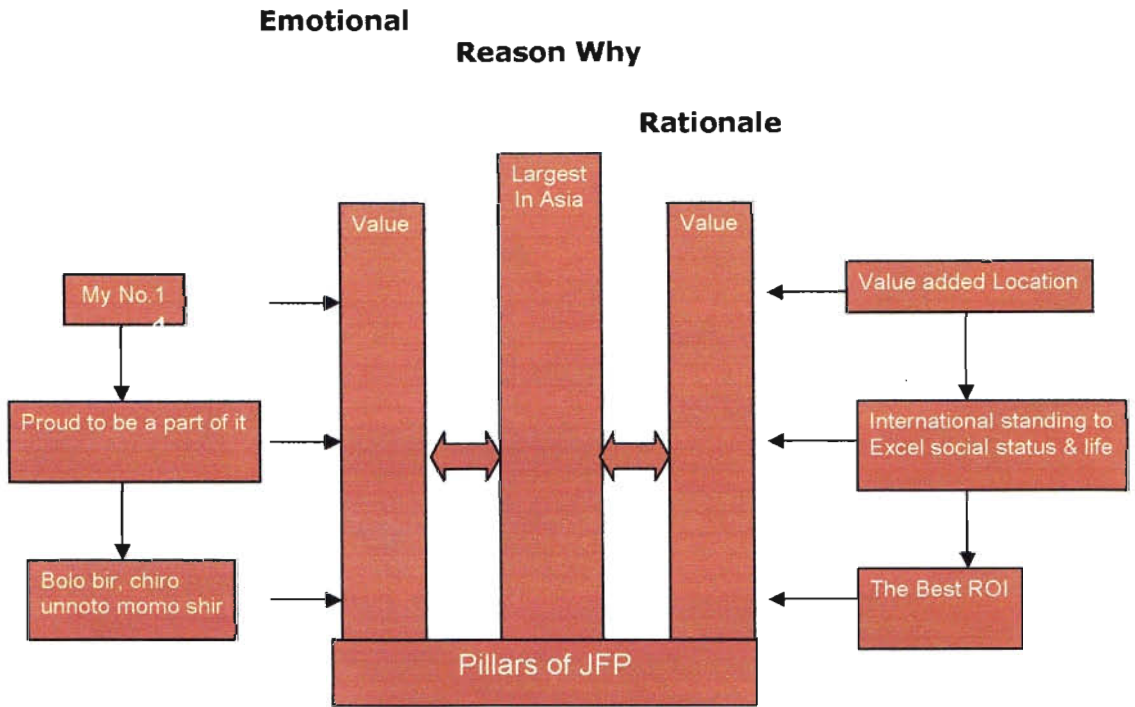 Emotional
Reason Why
Rationale
Largest
In Asia
Value
Value
My No.1
Value added Location
Proud to be a part of it
International standing to
Excel social status & life
Bolo bir, chiro
unnoto momo shir
The Best ROI
Pillars of JFP